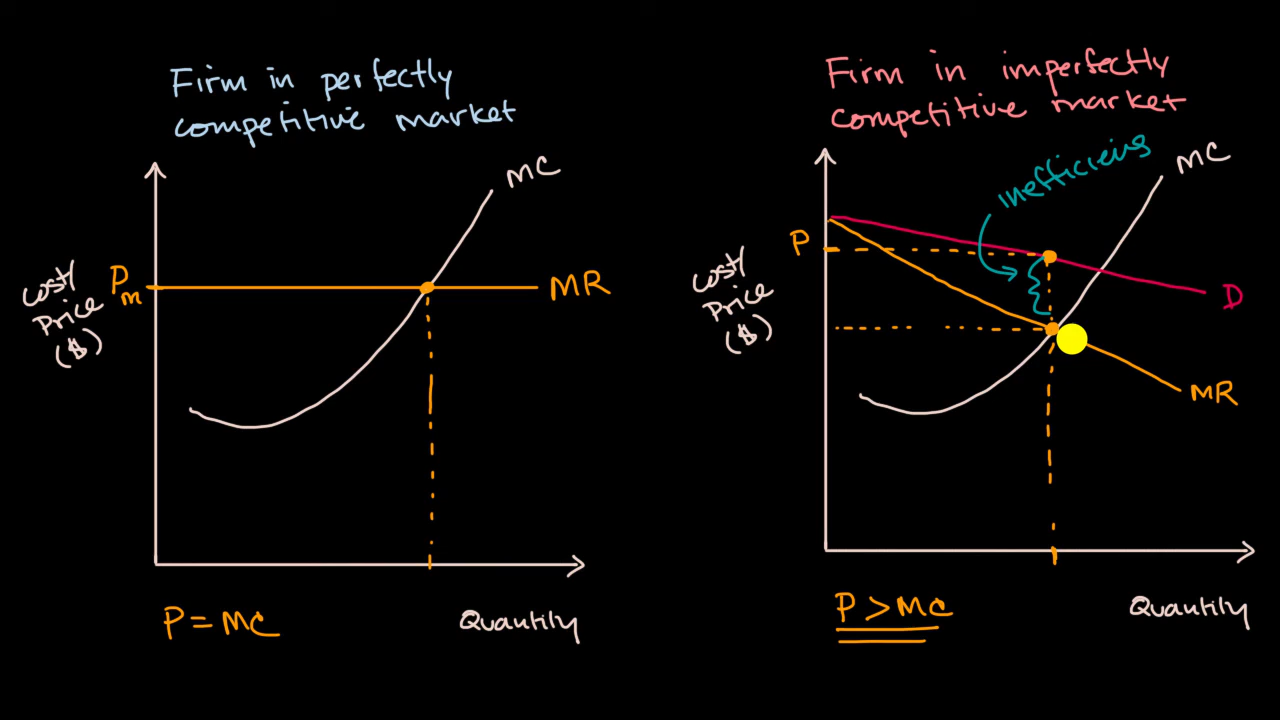 Firm in perfectly
competitive market
MC
Cost/
Price
($)
Pm
MR
P = MC
Quantity
Firm in imperfectly
competitive market
inefficiens
MC
P
Cost/
Price
($)
D
MR
P > MC
Quantity